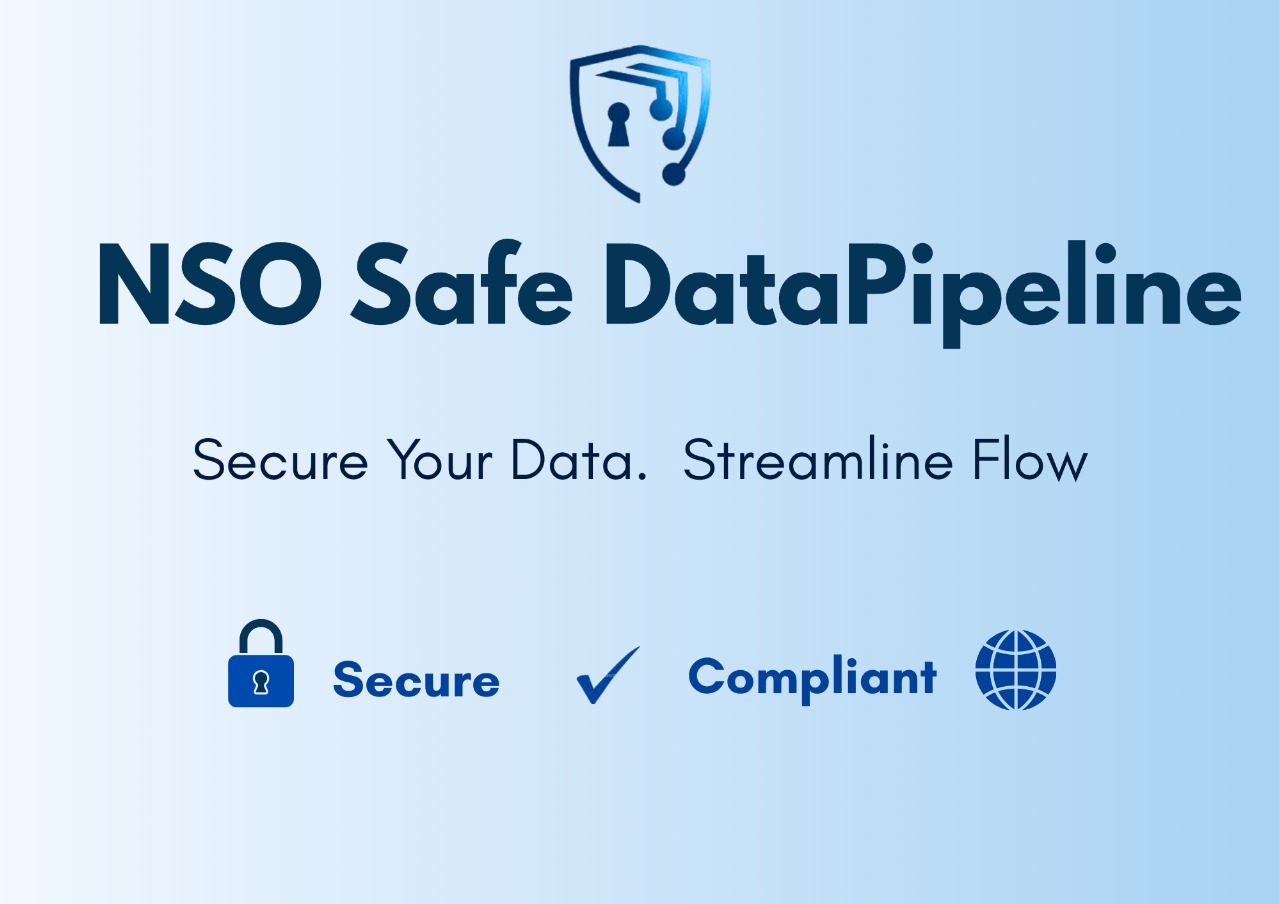 NSO Safe DataPipeline
Secure Your Data. Streamline Flow
Secure Compliant